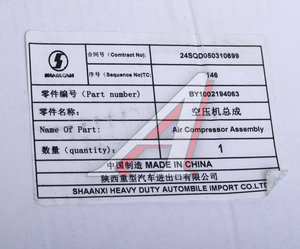 SHACMAN
合同号 (Comtract No): 24SQD050310699
序号 (Sequence No)TC: 146
零件编号 (Part number) BY1002194063
零件名称: 空压机总成
Name Of Part: Air Compressor Assembly
数量 (quantity): 1
中国制造 MADE IN CHINA
陕西重型汽车进出口有限公司
SHAANXI HEAVY DUTY AUTOMBILE IMPORT CO.LTD